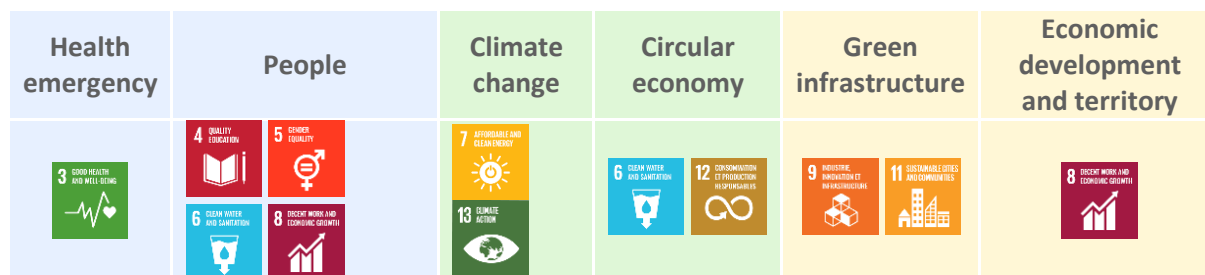 Health
emergency
People
Climate
change
Circular
economy
Green
infrastructure
Economic
development
and territory
3 GOOD HEALTH
AND WELL-BEING
4 QUALITY
EDUCATION
5 GENDER
EQUALITY
6 CLEAN WATER
AND SANITATION
8 DECENT WORK AND
ECONOMIC GROWTH
7 AFFORDABLE AND
CLEAN ENERGY
13 CLIMATE
ACTION
6 CLEAN WATER
AND SANITATION
12 CONSOMMATION
ET PRODUCTION
RESPONSABLES
9 INDUSTRIE,
INNOVATION ET
INFRASTRUCTURE
11 SUSTAINABLE CITIES
AND COMMUNITIES
8 DECENT WORK AND
ECONOMIC GROWTH